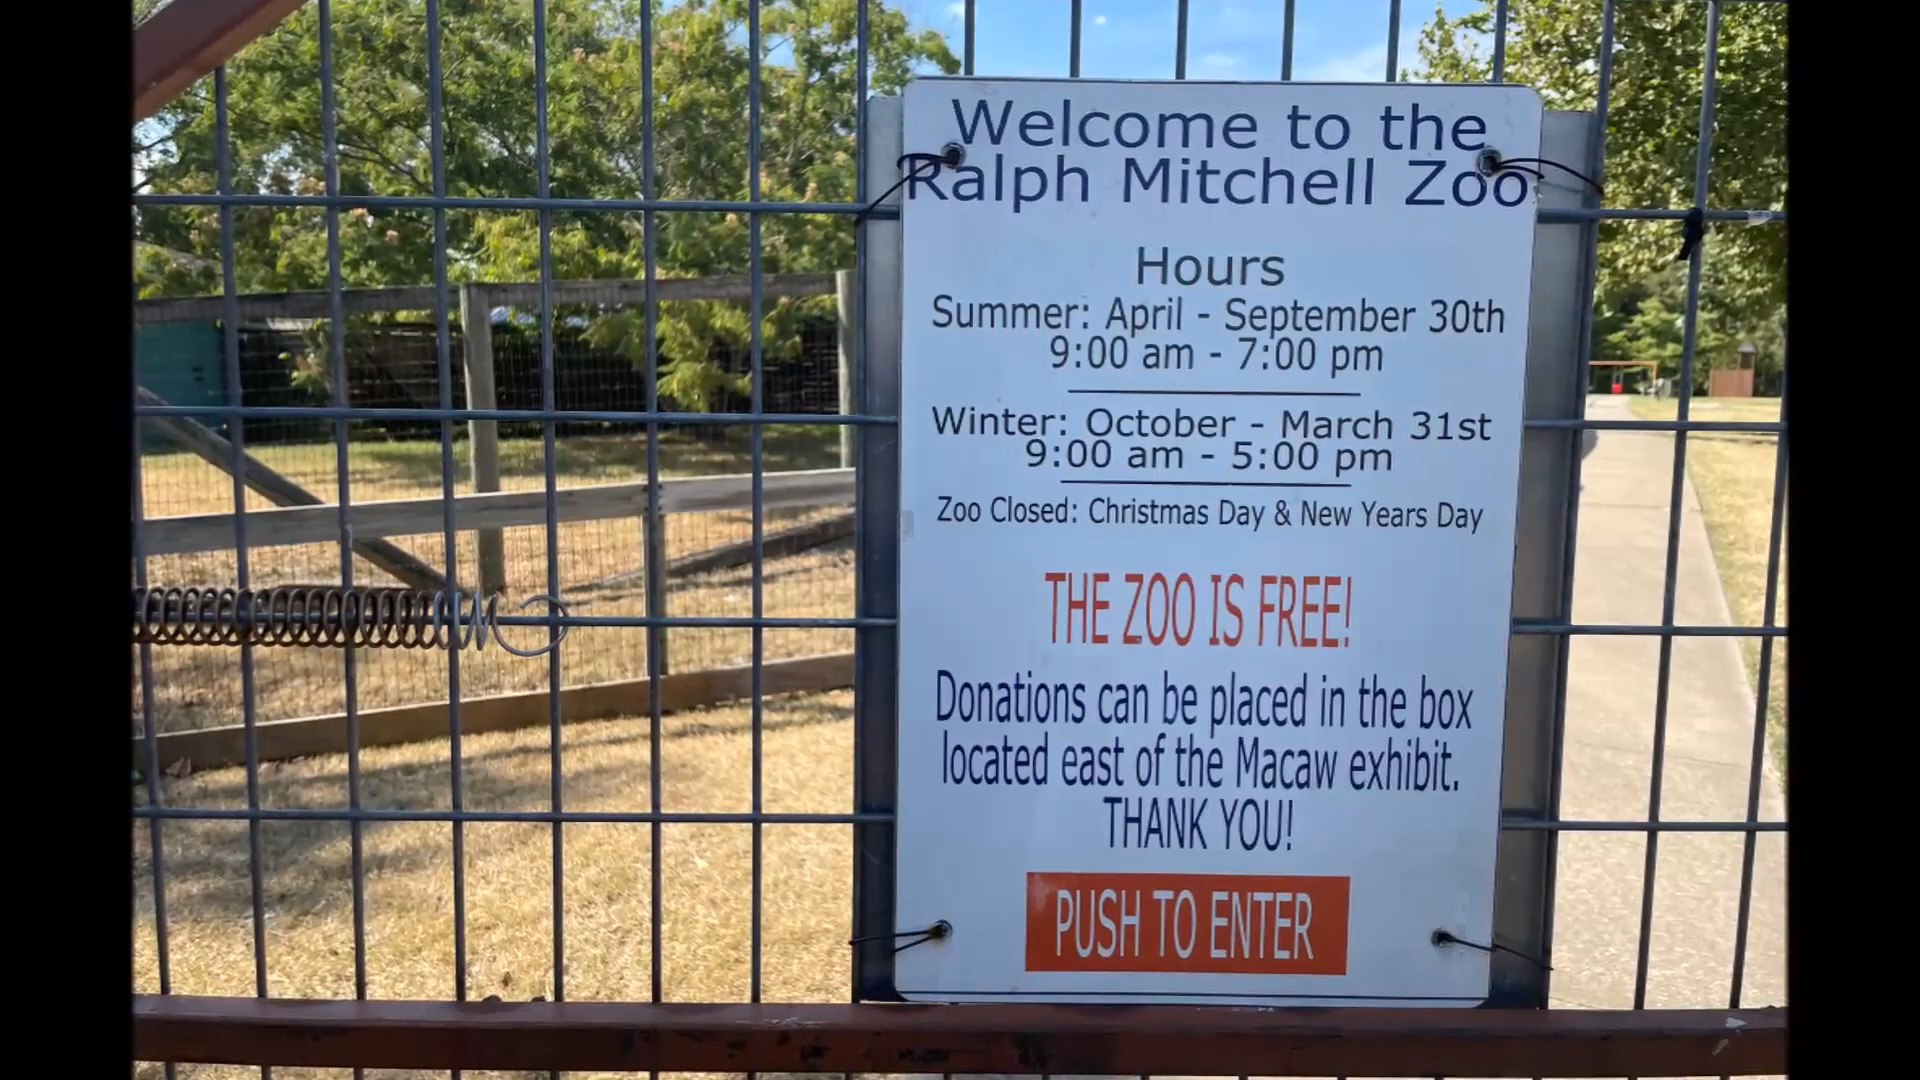 Welcome to the
Ralph Mitchell Zoo
Hours
Summer: April - September 30th
9:00 am - 7:00 pm
Winter: October - March 31st
9:00 am - 5:00 pm
Zoo Closed: Christmas Day & New Years Day
THE ZOO IS FREE!
Donations can be placed in the box
located east of the Macaw exhibit.
THANK YOU!
PUSH TO ENTER